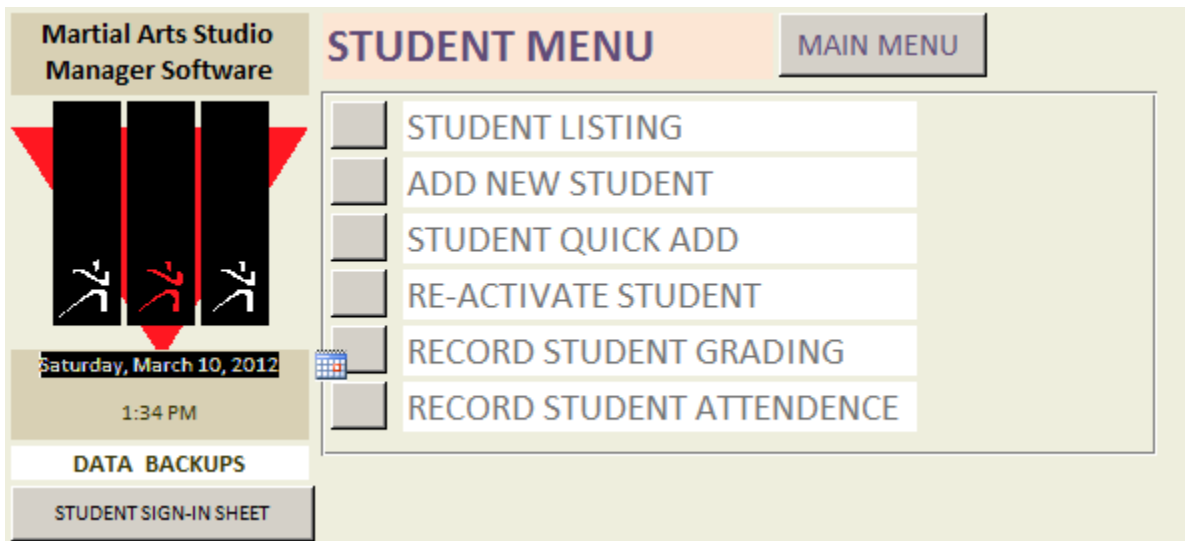 Martial Arts Studio
Manager Software
STUDENT MENU
MAIN MENU
STUDENT LISTING
ADD NEW STUDENT
STUDENT QUICK ADD
RE-ACTIVATE STUDENT
RECORD STUDENT GRADING
RECORD STUDENT ATTENDENCE
Saturday, March 10, 2012
1:34 PM
DATA BACKUPS
STUDENT SIGN-IN SHEET